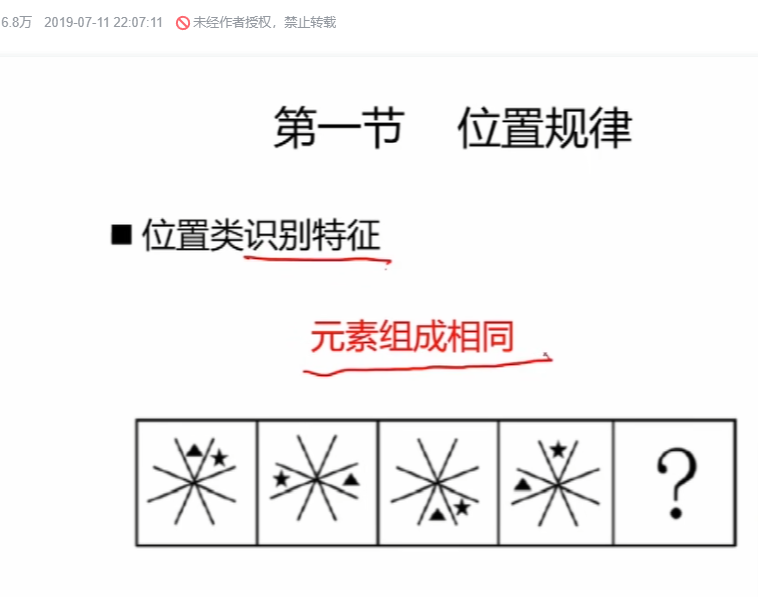 6.8万 2019-07-11 22:07:11 未经作者授权，禁止转载
第一节 位置规律
■ 位置类识别特征
元素组成相同
?